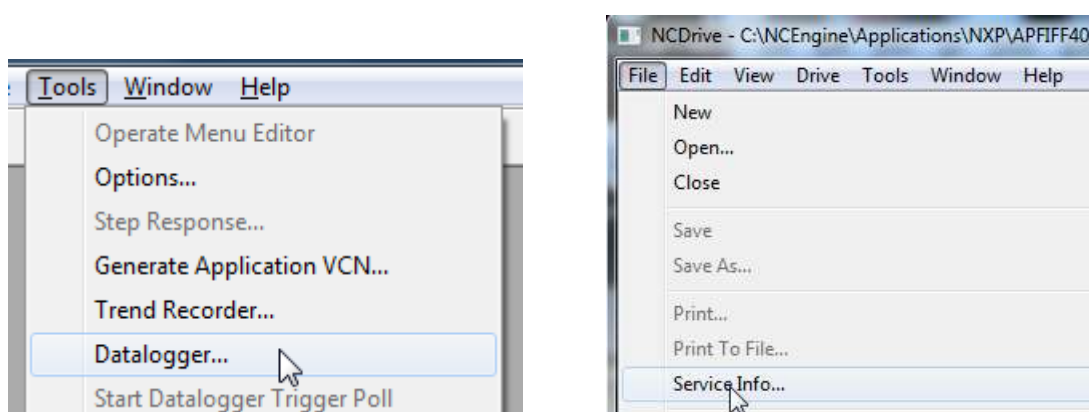 Tools Window Help
Operate Menu Editor
Options...
Step Response...
Generate Application VCN...
Trend Recorder...
Datalogger...
Start Datalogger Trigger Poll
NCDrive - C:\NCEngine\Applications\NXP\APFIFF40
File Edit View Drive Tools Window Help
New
Open...
Close
Save
Save As...
Print...
Print To File...
Service Info...